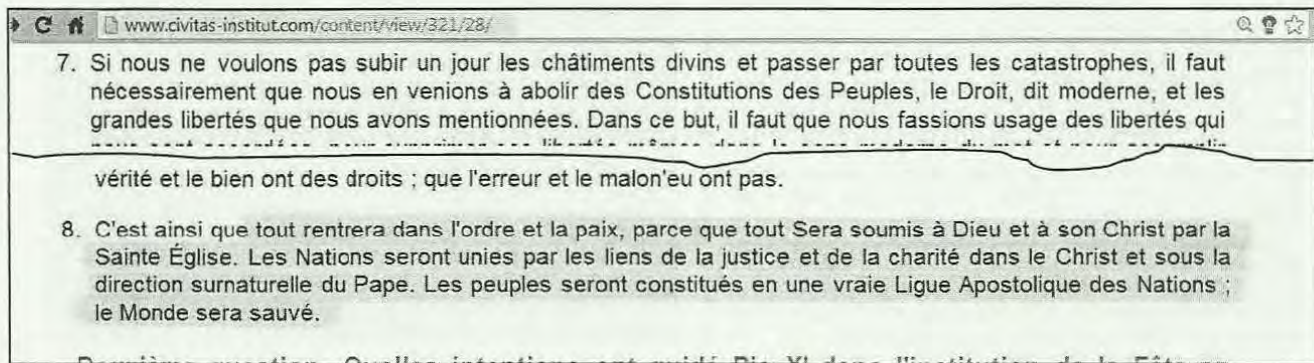 www.civitas-institut.com/content/view/321/28/
7. Si nous ne voulons pas subir un jour les châtiments divins et passer par toutes les catastrophes, il faut
nécessairement que nous en venions à abolir des Constitutions des Peuples, le Droit, dit moderne, et les
grandes libertés que nous avons mentionnées. Dans ce but, il faut que nous fassions usage des libertés qui
vérité et le bien ont des droits ; que l'erreur et le malon'eu ont pas.
8. C'est ainsi que tout rentrera dans l'ordre et la paix, parce que tout Sera soumis à Dieu et à son Christ par la
Sainte Église. Les Nations seront unies par les liens de la justice et de la charité dans le Christ et sous la
direction surnaturelle du Pape. Les peuples seront constitués en une vraie Ligue Apostolique des Nations ;
le Monde sera sauvé.